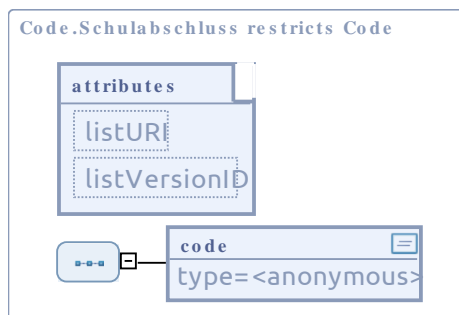 Code.Schulabschluss restricts Code
attributes
listURI
listVersionID
code
type=<anonymous>